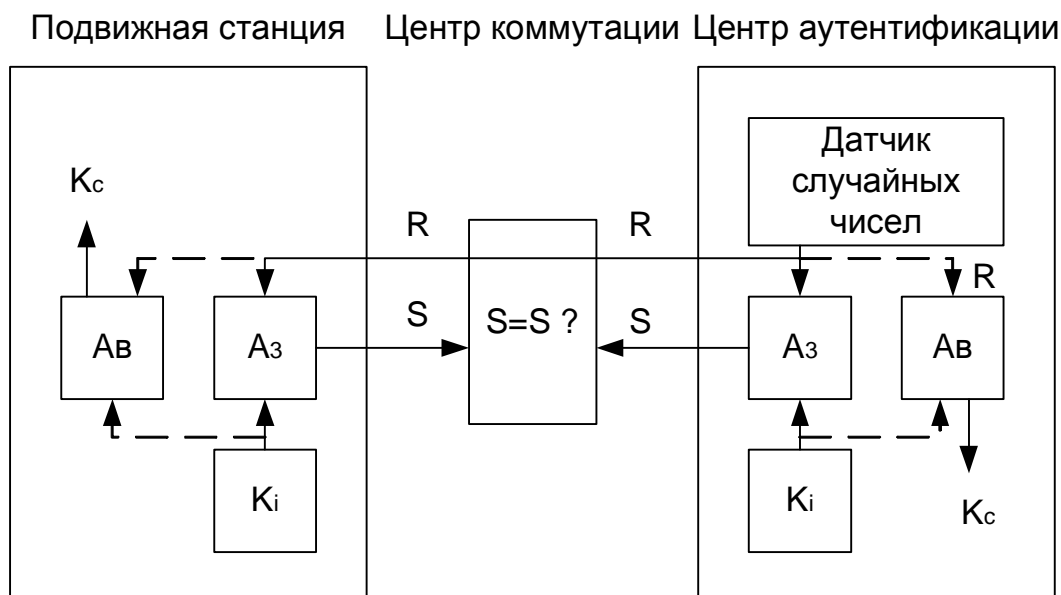 Подвижная станция
Центр коммутации
Центр аутентификации
Датчик
случайных
чисел
Kc
R
R
R
Aв
A3
S
S=S ?
S
A3
Aв
Ki
Ki
Kc